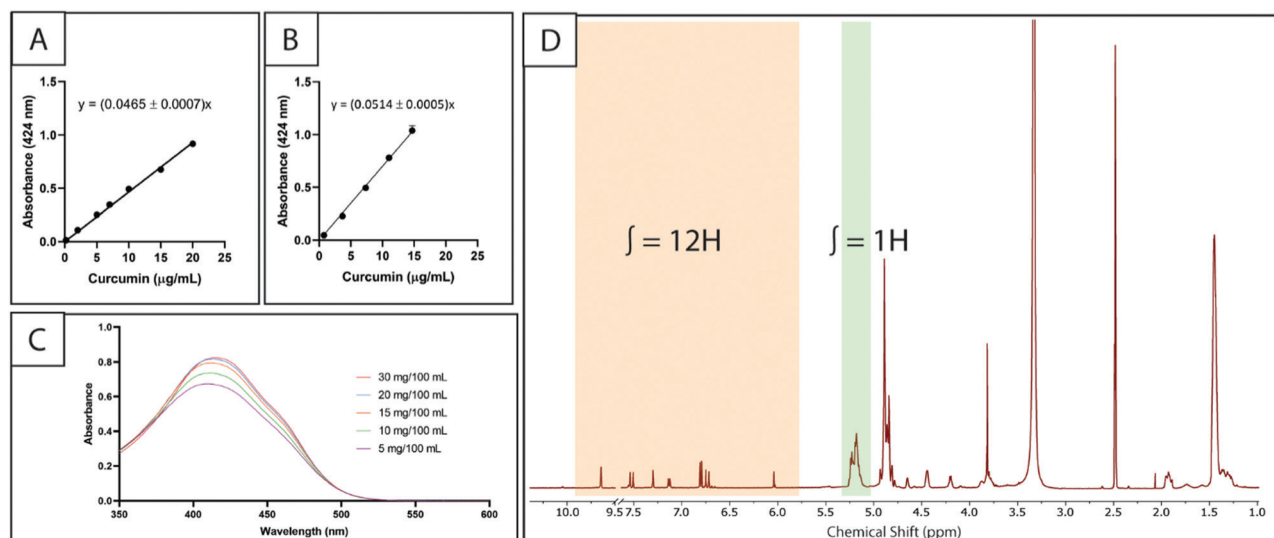 A
1.5
y = (0.0465 ± 0.0007)x
1.0
0.5
0.0
Absorbance (424 nm)
0 5 10 15 20 25
Curcumin (μg/mL)
B
1.5
y = (0.0514 ± 0.0005)x
1.0
0.5
0.0
Absorbance (424 nm)
0 5 10 15 20 25
Curcumin (μg/mL)
C
1.0
0.8
0.6
0.4
0.2
0.0
Absorbance
30 mg/100 mL
20 mg/100 mL
15 mg/100 mL
10 mg/100 mL
5 mg/100 mL
350 400 450 500 550 600
Wavelength (nm)
D
∫ = 12H
∫ = 1H
10.0 9.5 7.5 7.0 6.5 6.0 5.5 5.0 4.5 4.0 3.5 3.0 2.5 2.0 1.5 1.0
Chemical Shift (ppm)